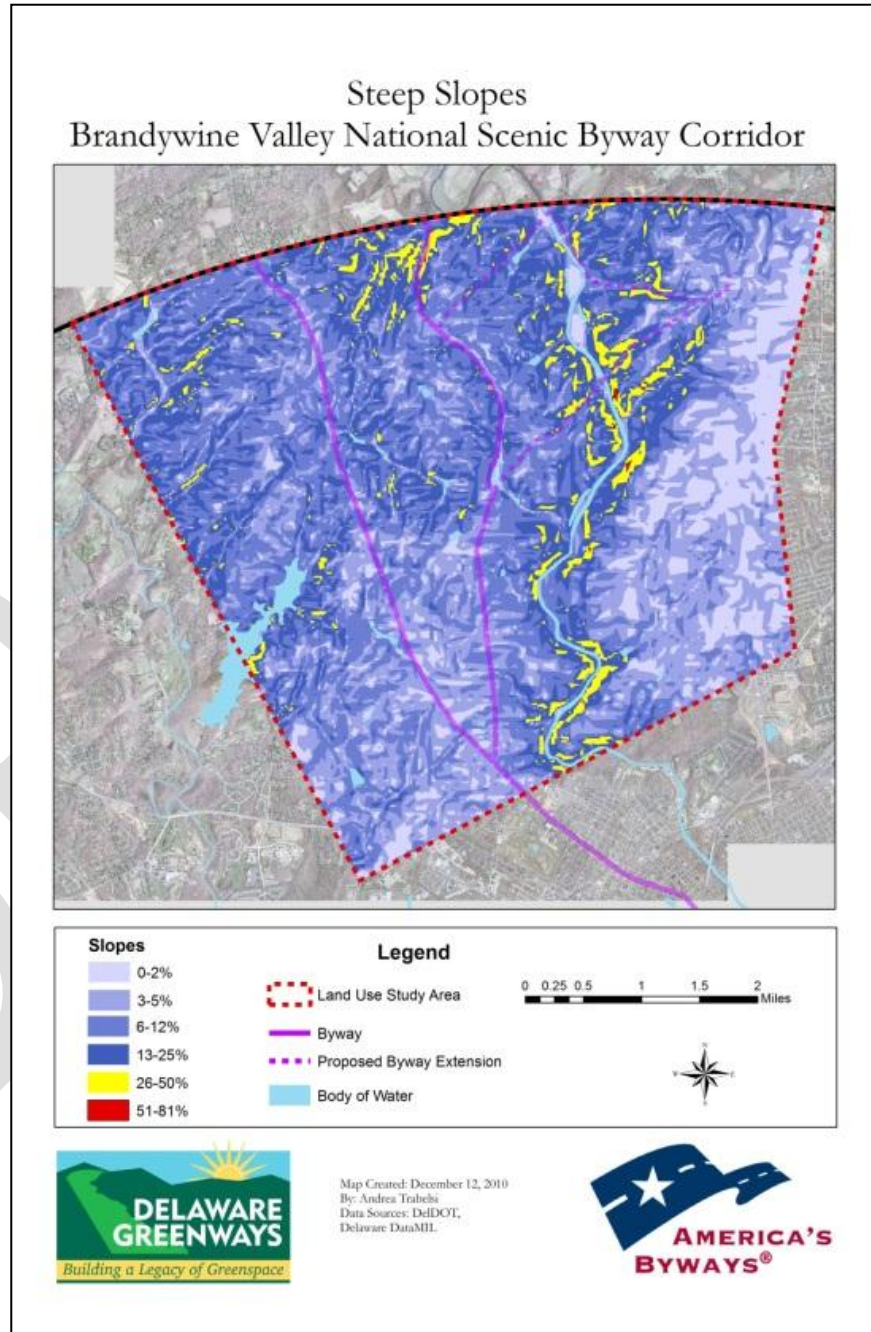 Steep Slopes
Brandywine Valley National Scenic Byway Corridor
Slopes
0-2%
3-5%
6-12%
13-25%
26-50%
51-81%
Legend
Land Use Study Area
Byway
Proposed Byway Extension
Body of Water
0 0.25 0.5 1 1.5 2
Miles
N
W E
S
DELAWARE
GREENWAYS
Building a Legacy of Greenspace
Map Created: December 12, 2010
By: Andrea Trabelsi
Data Sources: DelDOT,
Delaware DataMIL
AMERICA'S
BYWAYS®